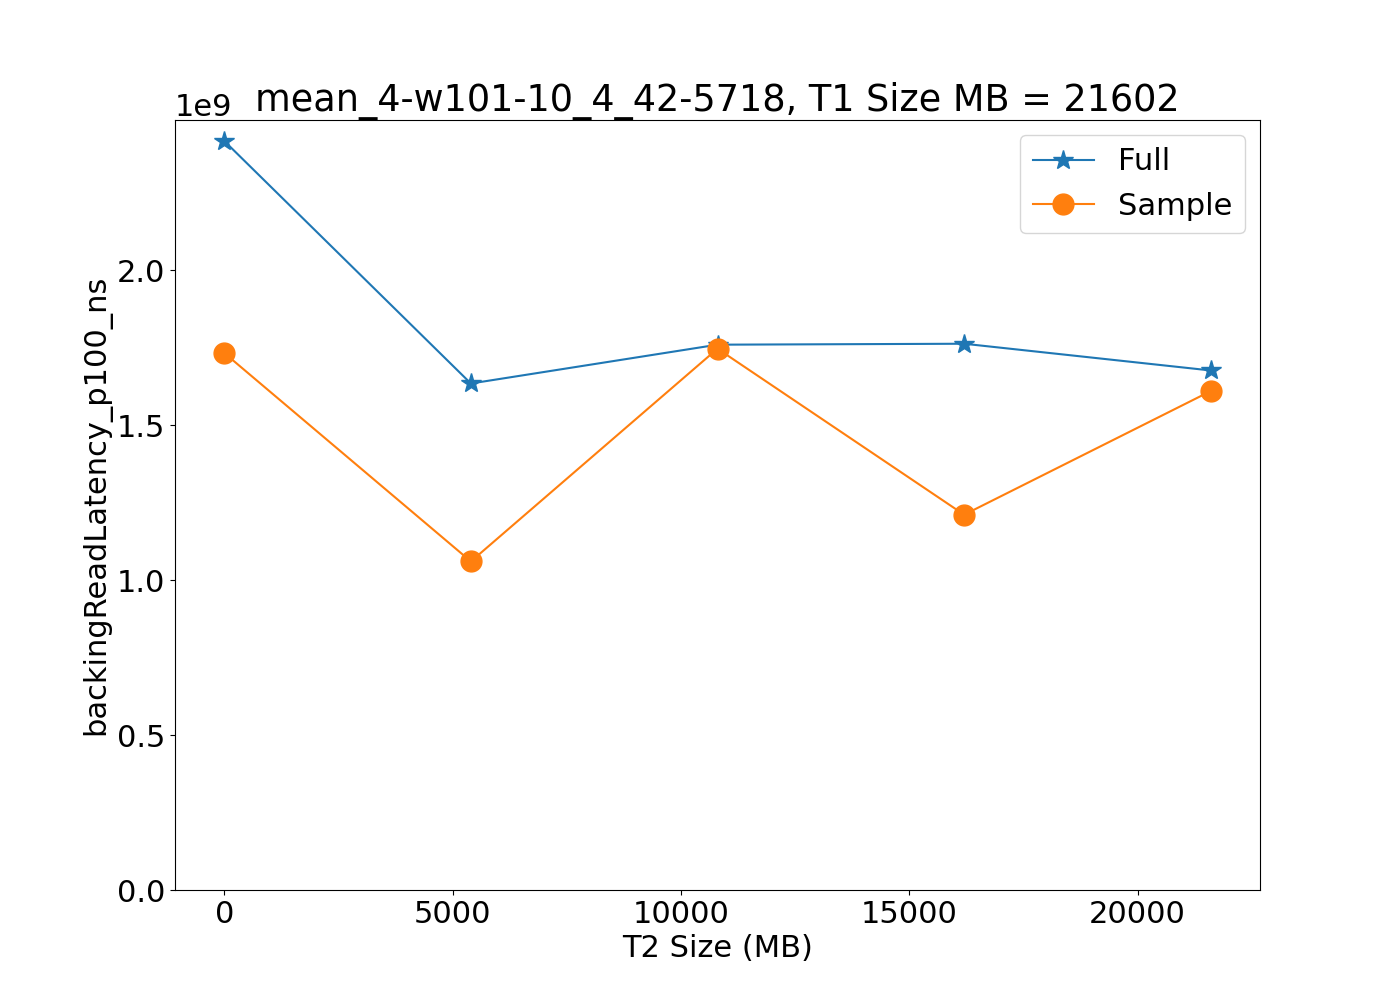 1e9
mean_4-w101-10_4_42-5718, T1 Size MB = 21602
Full
Sample
2.0
1.5
1.0
0.5
0.0
backingReadLatency_p100_ns
0 5000 10000 15000 20000
T2 Size (MB)